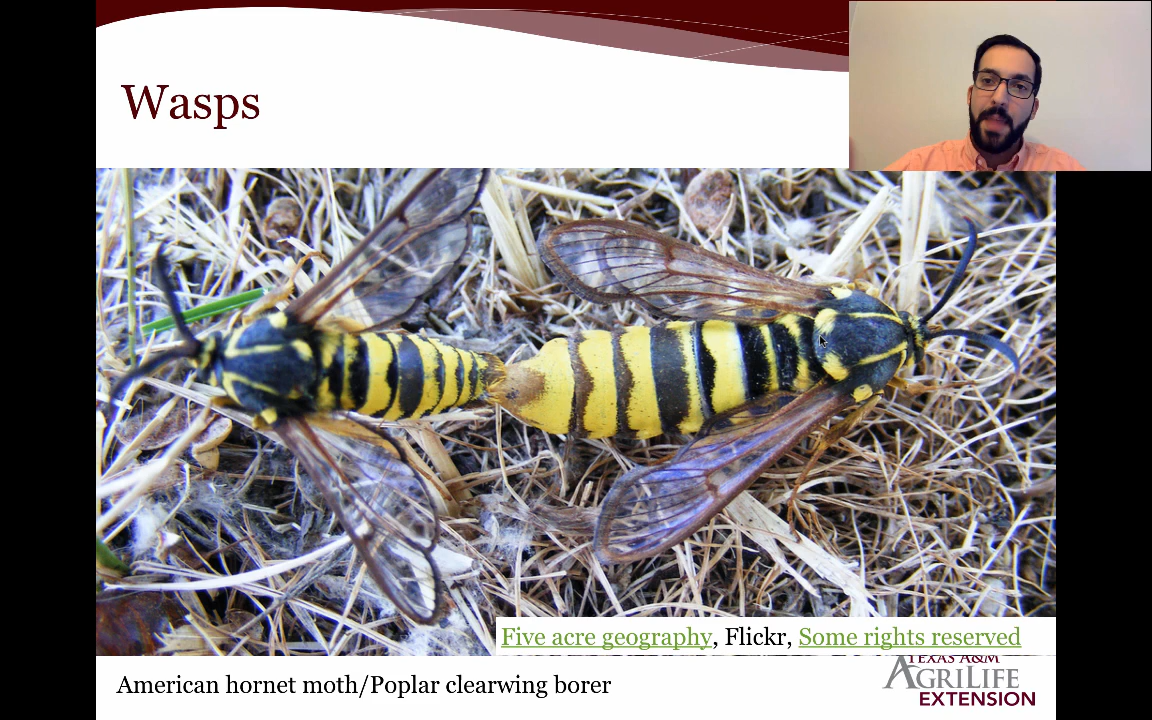 Wasps
Five acre geography, Flickr, Some rights reserved
American hornet moth/Poplar clearwing borer
TEXAS A&M
AGRILIFE
EXTENSION